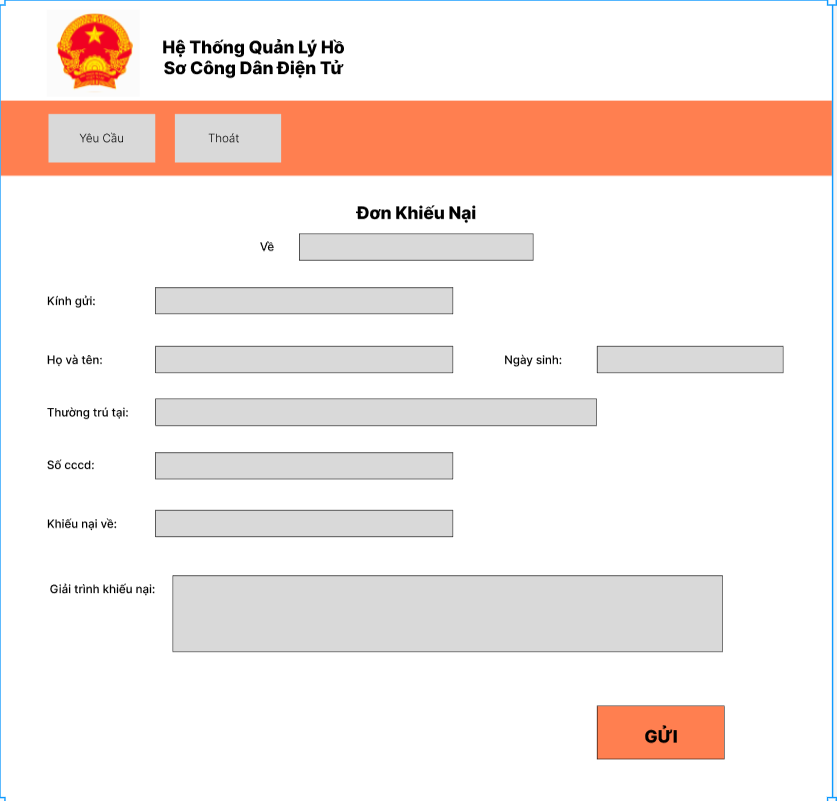 Hệ Thống Quản Lý Hồ
Sơ Công Dân Điện Tử
Yêu Cầu
Thoát
Đơn Khiếu Nại
Về
Kính gửi:
Họ và tên:
Ngày sinh:
Thường trú tại:
Số cccd:
Khiếu nại về:
Giải trình khiếu nại:
GỬI